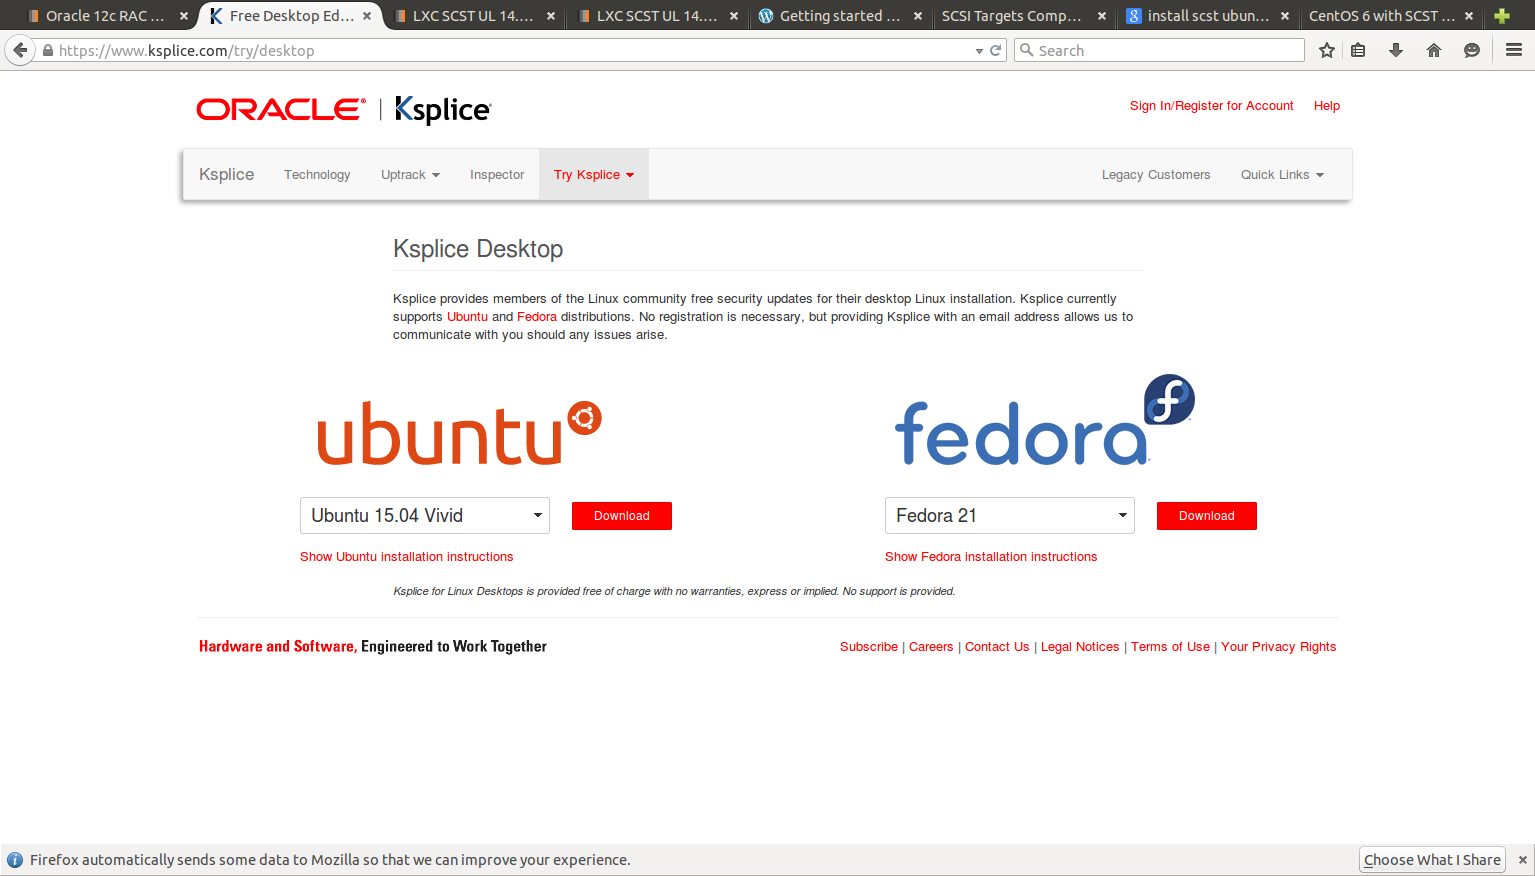 Oracle 12c RAC ...
Free Desktop Ed...
LXC SCST UL 14....
LXC SCST UL 14....
Getting started ...
SCSI Targets Comp...
install scst ubun...
CentOS 6 with SCST ...
https://www.ksplice.com/try/desktop
Search
ORACLE | Ksplice
Sign In/Register for Account Help
Ksplice Technology Uptrack Inspector Try Ksplice Legacy Customers Quick Links
Ksplice Desktop
Ksplice provides members of the Linux community free security updates for their desktop Linux installation. Ksplice currently
supports Ubuntu and Fedora distributions. No registration is necessary, but providing Ksplice with an email address allows us to
communicate with you should any issues arise.
ubuntu
fedora
Ubuntu 15.04 Vivid Download
Fedora 21 Download
Show Ubuntu installation instructions
Show Fedora installation instructions
Ksplice for Linux Desktops is provided free of charge with no warranties, express or implied. No support is provided.
Hardware and Software, Engineered to Work Together
Subscribe | Careers | Contact Us | Legal Notices | Terms of Use | Your Privacy Rights
Firefox automatically sends some data to Mozilla so that we can improve your experience.
Choose What I Share